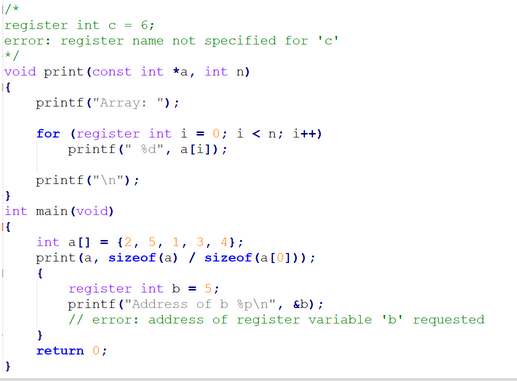 /*
register int c = 6;
error: register name not specified for 'c'
*/
void print(const int *a, int n)
{
    printf("Array: ");

    for (register int i = 0; i < n; i++)
        printf(" %d", a[i]);

    printf("\n");
}
int main(void)
{
    int a[] = {2, 5, 1, 3, 4};
    print(a, sizeof(a) / sizeof(a[0]));
    {
        register int b = 5;
        printf("Address of b %p\n", &b);
        // error: address of register variable 'b' requested
    }
    return 0;
}